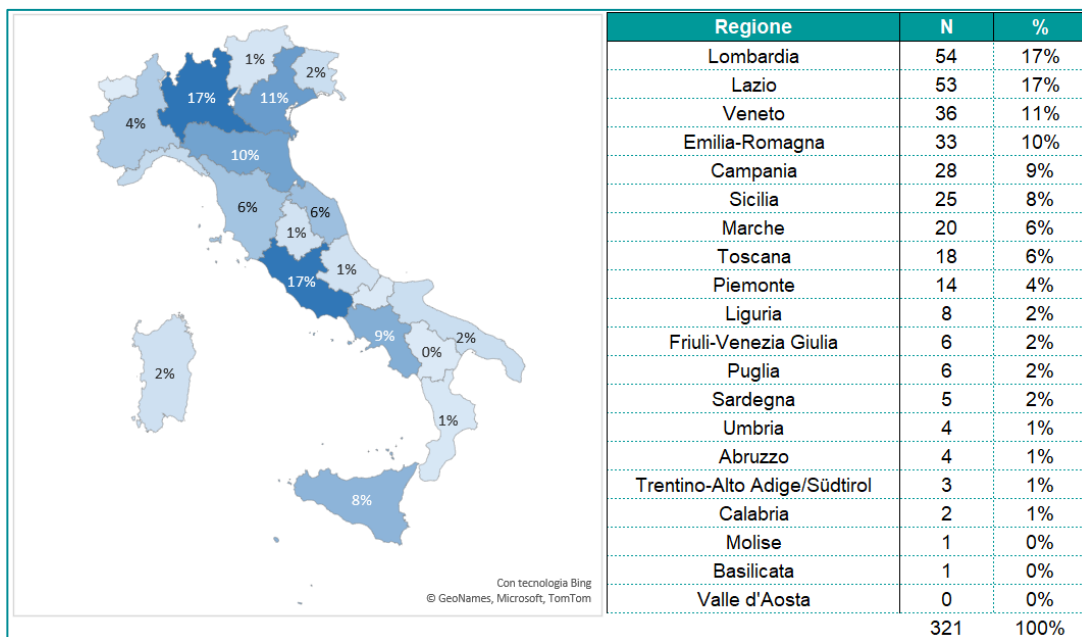 1%
2%
17%
11%
4%
10%
6%
6%
1%
1%
17%
9%
2%
0%
2%
1%
8%
Con tecnologia Bing
© GeoNames, Microsoft, TomTom
Regione N %
Lombardia 54 17%
Lazio 53 17%
Veneto 36 11%
Emilia-Romagna 33 10%
Campania 28 9%
Sicilia 25 8%
Marche 20 6%
Toscana 18 6%
Piemonte 14 4%
Liguria 8 2%
Friuli-Venezia Giulia 6 2%
Puglia 6 2%
Sardegna 5 2%
Umbria 4 1%
Abruzzo 4 1%
Trentino-Alto Adige/Südtirol 3 1%
Calabria 2 1%
Molise 1 0%
Basilicata 1 0%
Valle d'Aosta 0 0%
321 100%